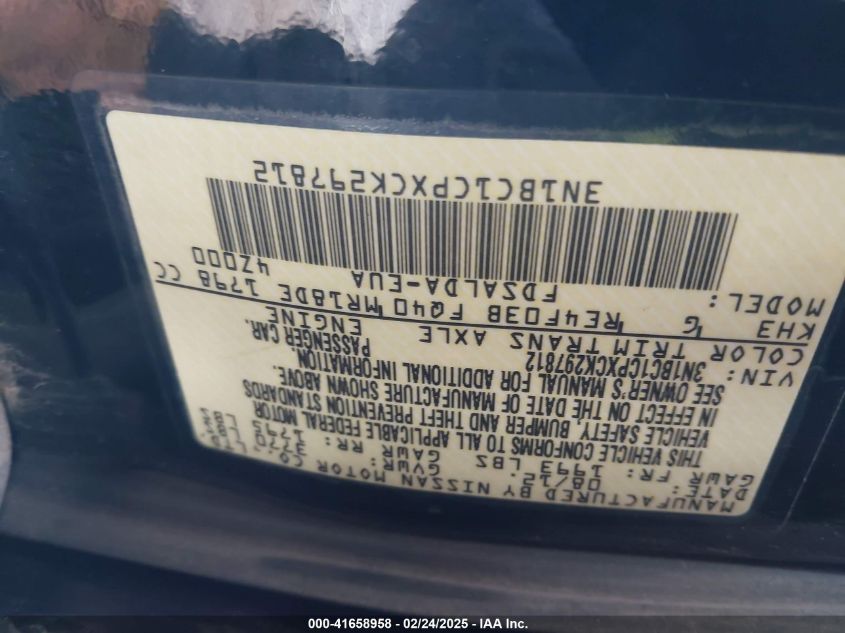 MANUFACTURED BY NISSAN MOTOR CO.,
DATE: 08/12 GVWR: 3770
GAWR FR: 1993 LBS GAWR RR: 1795
THIS VEHICLE CONFORMS TO ALL APPLICABLE FEDERAL MOTOR
VEHICLE SAFETY, BUMPER AND THEFT PREVENTION STANDARDS
IN EFFECT ON THE DATE OF MANUFACTURE SHOWN ABOVE.
SEE OWNER'S MANUAL FOR ADDITIONAL INFORMATION.
VIN: 3N1BC1CPXCK297812 PASSENGER CAR.
COLOR TRIM TRANS AXLE ENGINE
KH3 G RE4F03B FQ40 MR18DE 1798 CC
MODEL: FDSALDA-EUA 4Z000
3N1BC1CPXCK297812
000-41658958 - 02/24/2025 - IAA Inc.